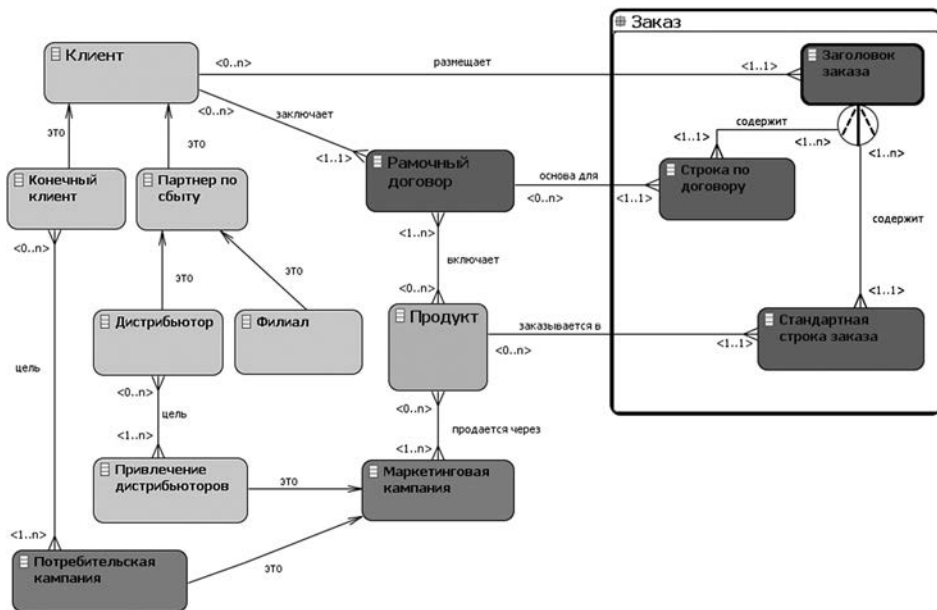 Заказ
Клиент
<0..n>
размещает
<1..1>
Заголовок
заказа
<0..n>
заключает
это
это
содержит
<1..n>
<1..n>
<1..1>
<1..1>
Конечный
клиент
Партнер по
сбыту
Рамочный
договор
основа для
<0..n>
<1..1>
Строка по
договору
содержит
<0..n>
<1..n>
включает
это
это
<0..n>
<1..1>
Дистрибьютор
Филиал
Продукт
заказывается в
<0..n>
<1..1>
Стандартная
строка заказа
цель
<0..n>
цель
<1..n>
<0..n>
продается через
<1..n>
Привлечение
дистрибьюторов
это
Маркетинговая
кампания
<1..n>
Потребительская
кампания
это